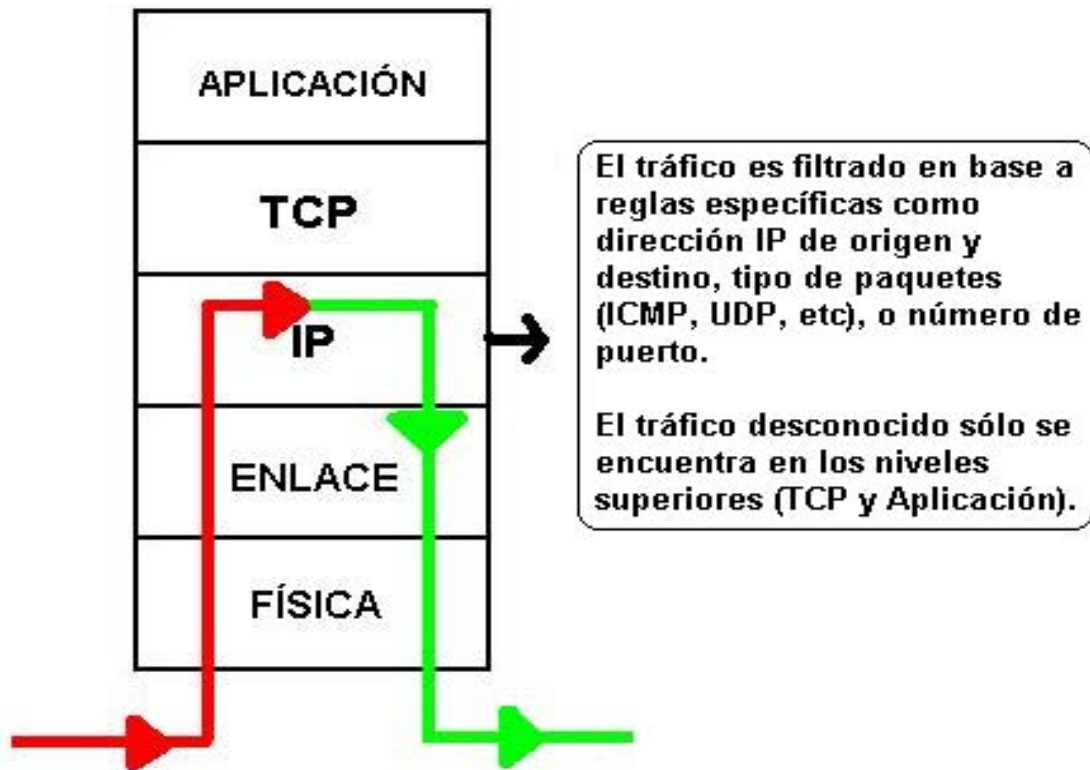 APLICACIÓN
TCP
IP
ENLACE
FÍSICA
El tráfico es filtrado en base a
reglas específicas como
dirección IP de origen y
destino, tipo de paquetes
(ICMP, UDP, etc), o número de
puerto.
El tráfico desconocido sólo se
encuentra en los niveles
superiores (TCP y Aplicación).